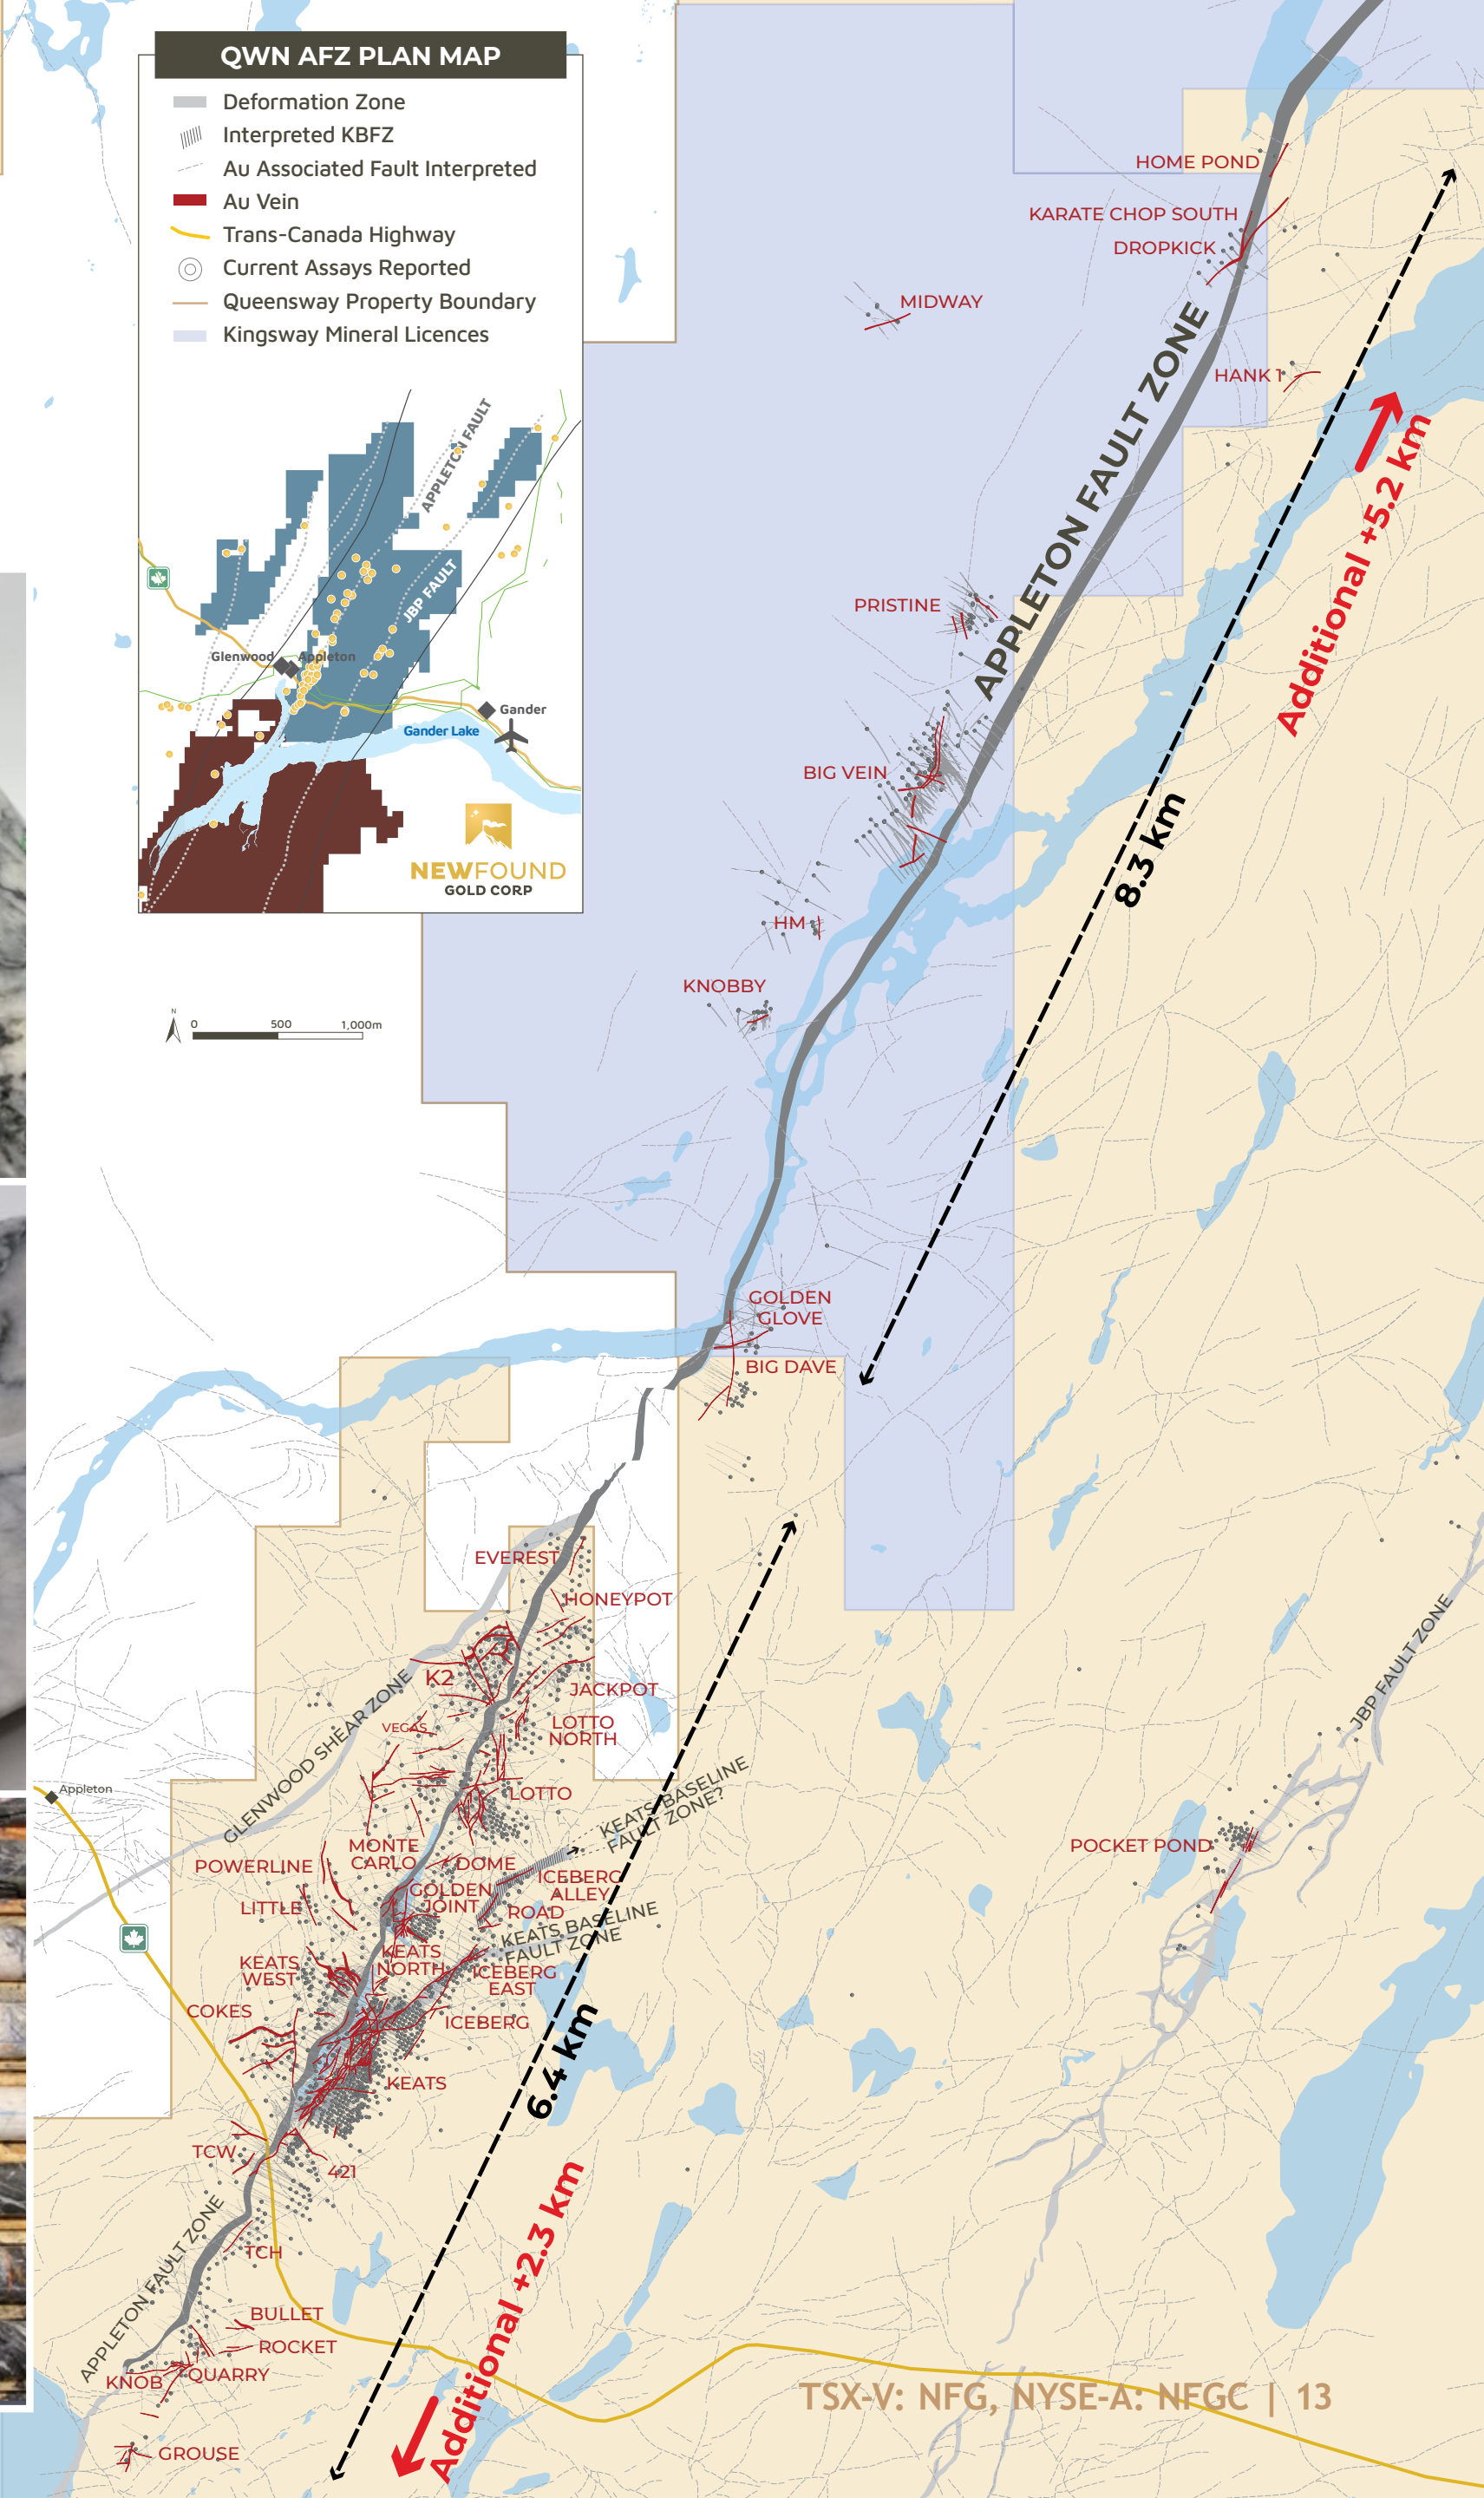 QWN AFZ PLAN MAP
Deformation Zone
Interpreted KBFZ
Au Associated Fault Interpreted
Au Vein
Trans-Canada Highway
Current Assays Reported
Queensway Property Boundary
Kingsway Mineral Licences
APPLETON FAULT
JBP FAULT
Glenwood
Appleton
Gander
Gander Lake
NEWFOUND
GOLD CORP
N
0 500 1,000m
HOME POND
KARATE CHOP SOUTH
DROPKICK
MIDWAY
HANK 1
APPLETON FAULT ZONE
Additional +5.2 km
PRISTINE
BIG VEIN
8.3 km
HM
KNOBBY
GOLDEN
GLOVE
BIG DAVE
EVEREST
HONEYPOT
K2
JACKPOT
VEGAS
LOTTO
NORTH
GLENWOOD SHEAR ZONE
JBP FAULT ZONE
Appleton
LOTTO
KEATS BASELINE
FAULT ZONE?
MONTE
CARLO
POWERLINE
DOME
POCKET POND
ICEBERG
ALLEY
GOLDEN
JOINT
LITTLE
ROAD
KEATS BASELINE
FAULT ZONE
KEATS
NORTH
KEATS
WEST
ICEBERG
EAST
COKES
ICEBERG
6.4 km
KEATS
TCW
421
APPLETON FAULT ZONE
TCH
Additional +2.3 km
BULLET
ROCKET
QUARRY
KNOB
GROUSE
TSX-V: NFG, NYSE-A: NFGC | 13